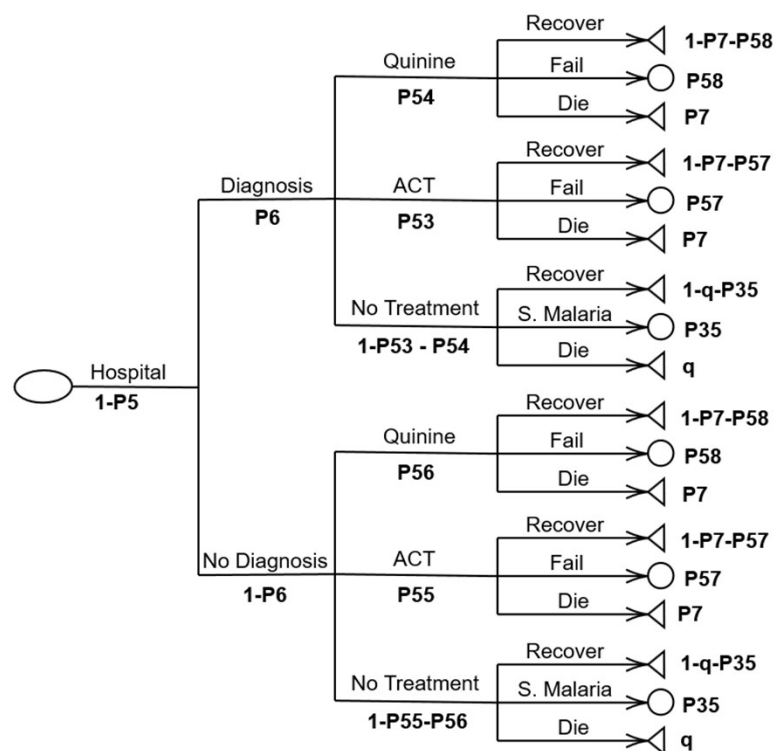 Recover
1-P7-P58
Quinine
Fail
P54
P58
Die
P7
Recover
1-P7-P57
Diagnosis
ACT
Fail
P6
P53
P57
Die
P7
Recover
1-q-P35
No Treatment
S. Malaria
1-P53 - P54
P35
Die
q
Hospital
1-P5
Recover
1-P7-P58
Quinine
Fail
P56
P58
Die
P7
Recover
1-P7-P57
No Diagnosis
ACT
Fail
1-P6
P55
P57
Die
P7
Recover
1-q-P35
No Treatment
S. Malaria
1-P55-P56
P35
Die
q